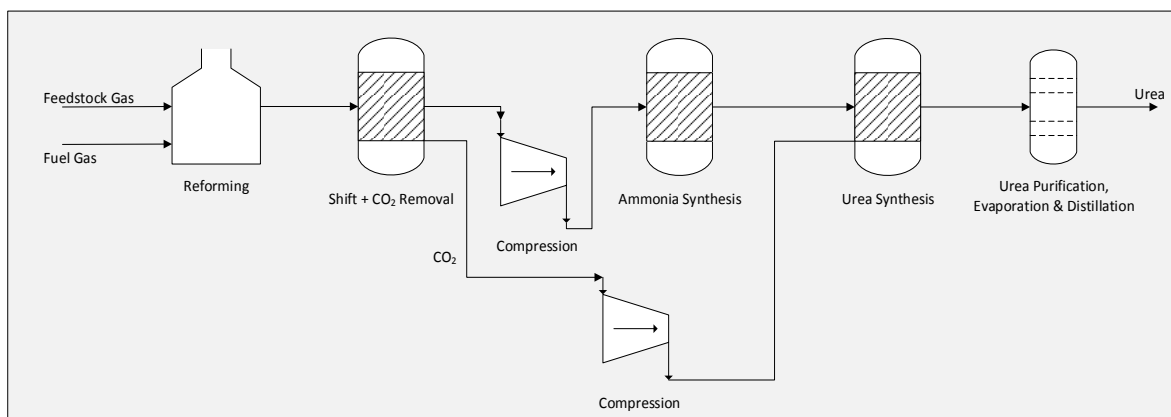 Feedstock Gas
Fuel Gas
Reforming
Shift + CO₂ Removal
Compression
CO₂
Compression
Ammonia Synthesis
Urea Synthesis
Urea Purification,
Evaporation & Distillation
Urea